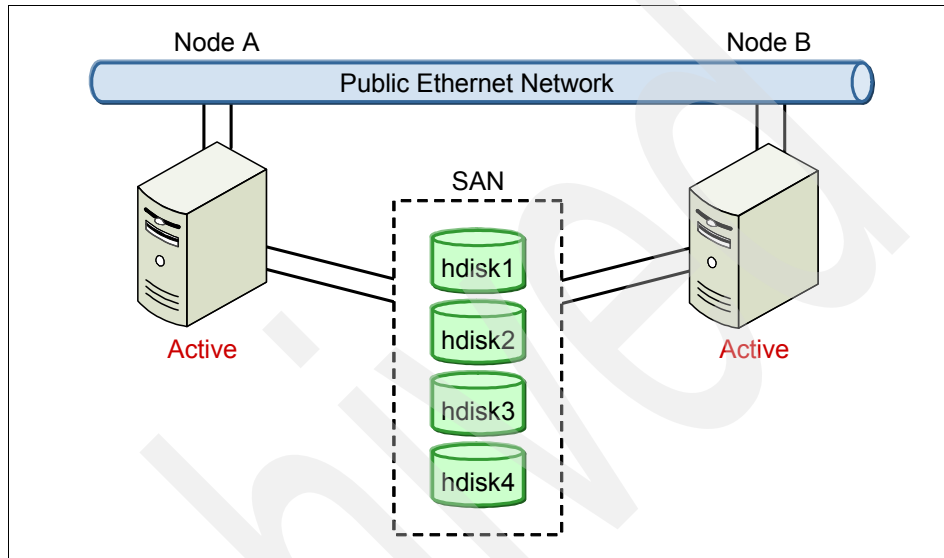 Node A
Node B
Public Ethernet Network
SAN
hdisk1
hdisk2
hdisk3
hdisk4
Active
Active